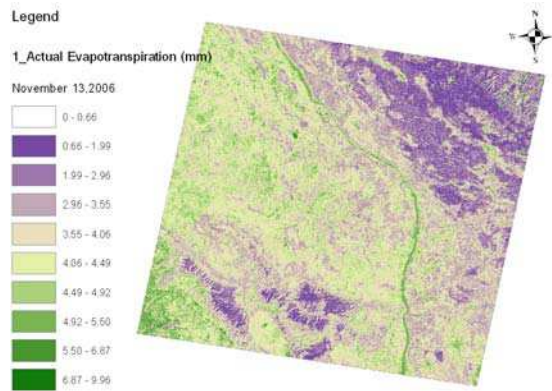 Legend
1_Actual Evapotranspiration (mm)
November 13,2006
0 - 0.66
0.66 - 1.99
1.99 - 2.96
2.96 - 3.55
3.55 - 4.06
4.06 - 4.49
4.49 - 4.92
4.92 - 5.50
5.50 - 6.87
6.87 - 9.96
N
W E
S